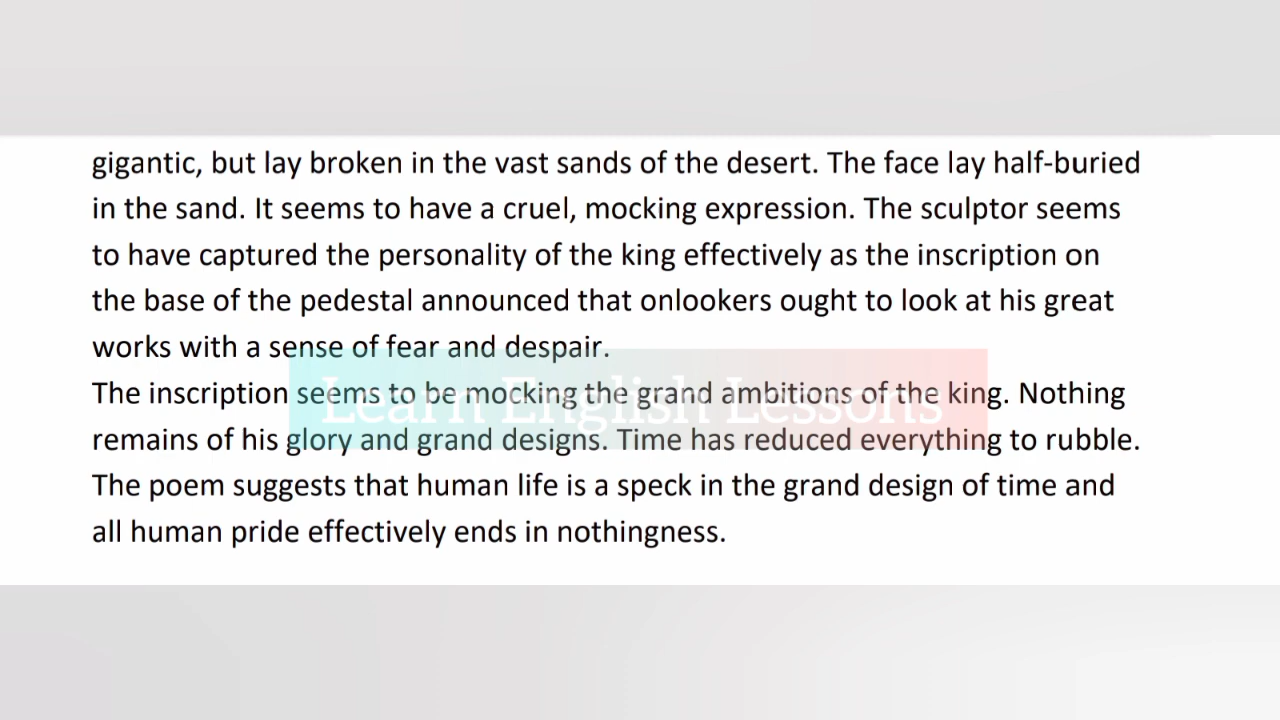 gigantic, but lay broken in the vast sands of the desert. The face lay half-buried
in the sand. It seems to have a cruel, mocking expression. The sculptor seems
to have captured the personality of the king effectively as the inscription on
the base of the pedestal announced that onlookers ought to look at his great
works with a sense of fear and despair.
The inscription seems to be mocking the grand ambitions of the king. Nothing
Learn English Lessons
remains of his glory and grand designs. Time has reduced everything to rubble.
The poem suggests that human life is a speck in the grand design of time and
all human pride effectively ends in nothingness.